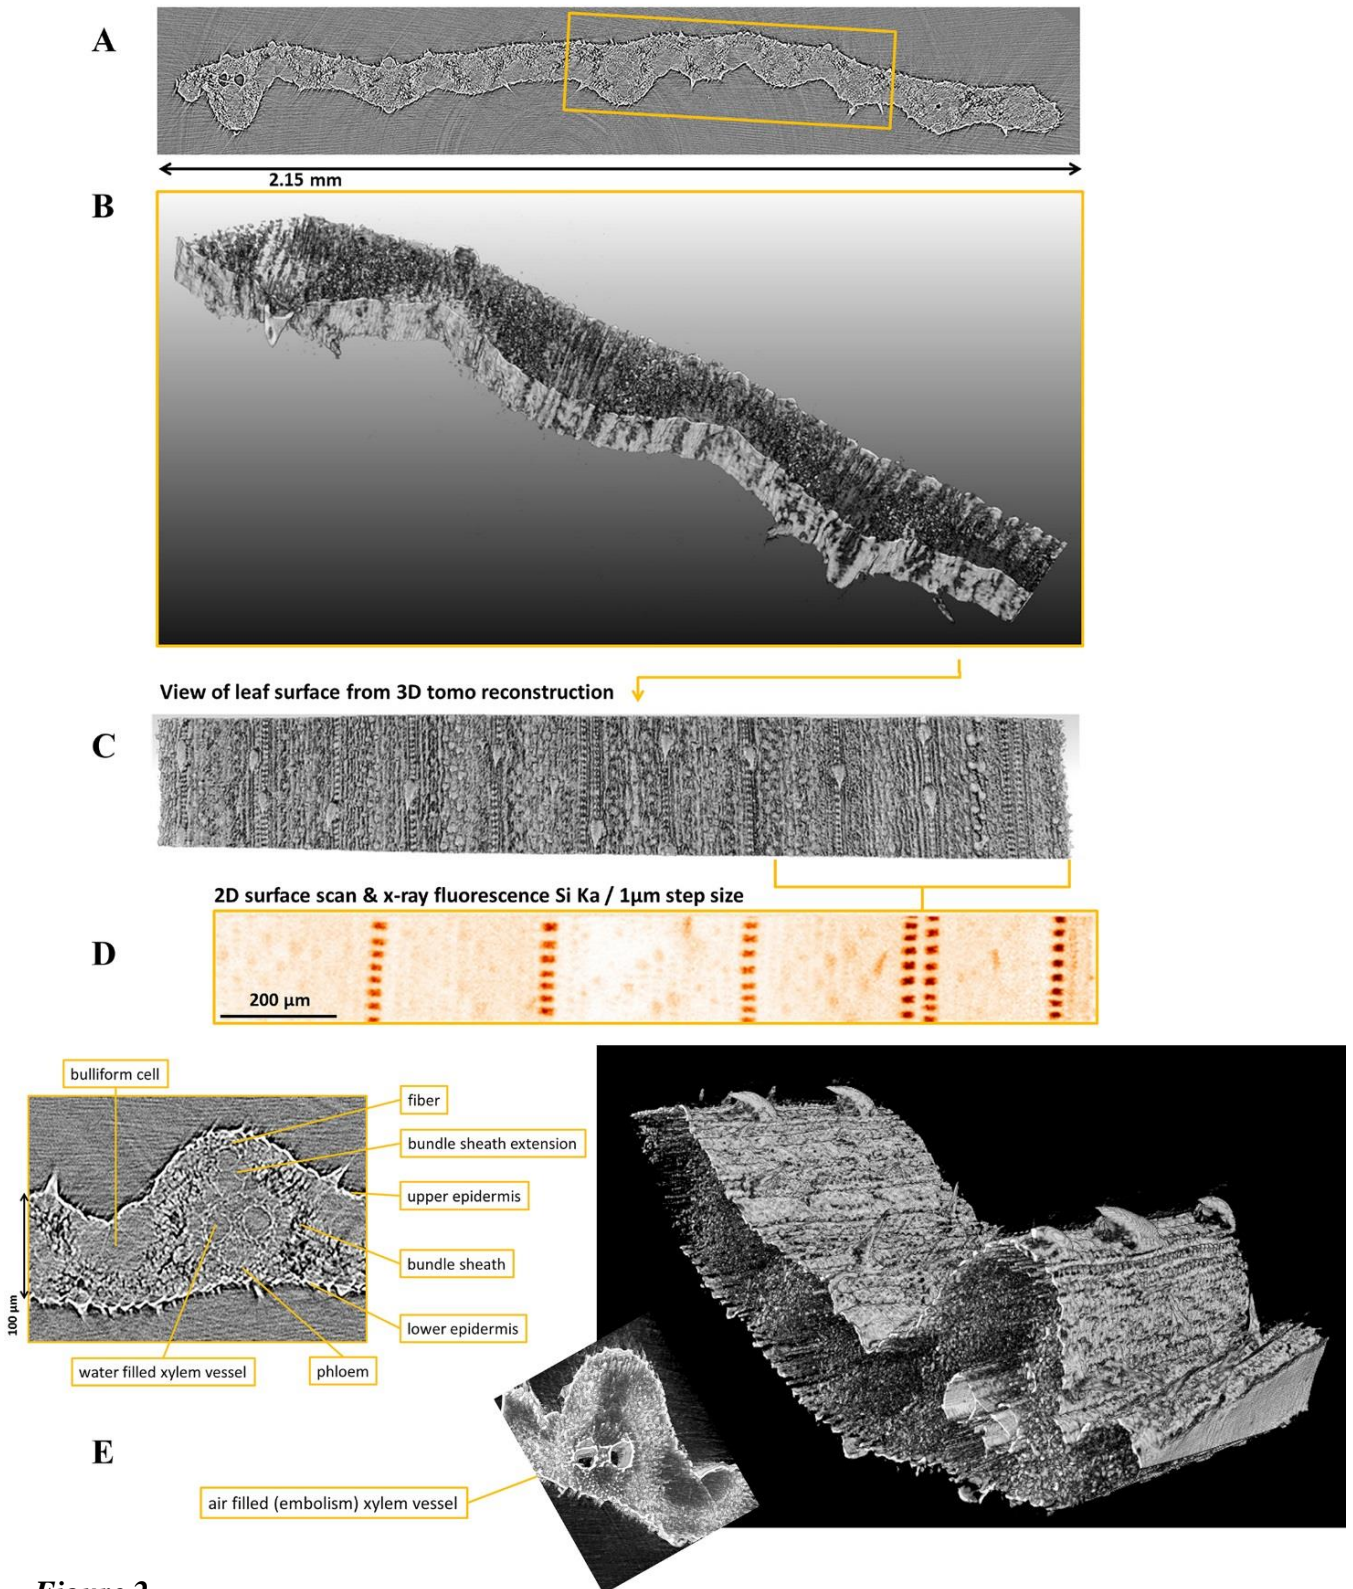 A
2.15 mm
B
View of leaf surface from 3D tomo reconstruction
C
2D surface scan & x-ray fluorescence Si Ka / 1µm step size
D
200 µm
bulliform cell
fiber
bundle sheath extension
upper epidermis
bundle sheath
lower epidermis
100 µm
water filled xylem vessel
phloem
E
air filled (embolism) xylem vessel
Figure 2